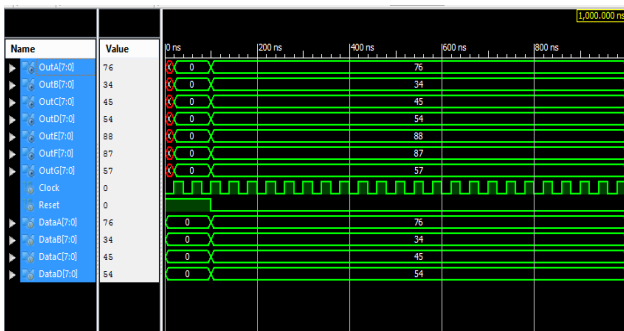 1,000.000 ns
Name Value 0 ns 200 ns 400 ns 600 ns 800 ns
OutA[7:0] 76 X 0 76
OutB[7:0] 34 X 0 34
OutC[7:0] 45 X 0 45
OutD[7:0] 54 X 0 54
OutE[7:0] 88 X 0 88
OutF[7:0] 87 X 0 87
OutG[7:0] 57 X 0 57
Clock 0
Reset 0
DataA[7:0] 76 0 76
DataB[7:0] 34 0 34
DataC[7:0] 45 0 45
DataD[7:0] 54 0 54